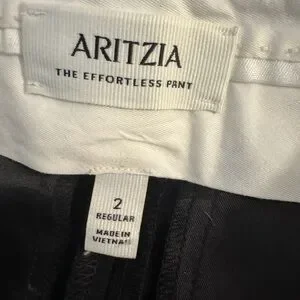 ARITZIA
THE EFFORTLESS PANT
2
REGULAR
MADE IN
VIETNAM